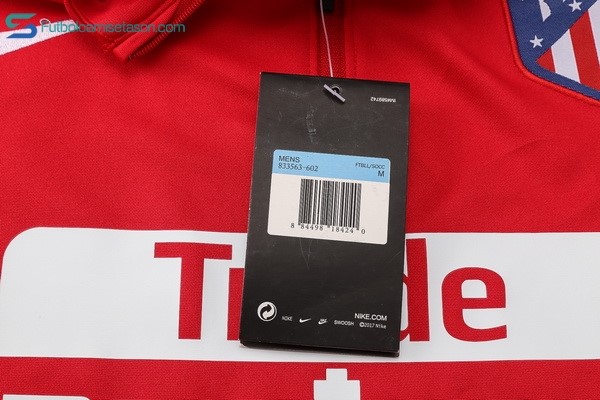 Futbolcamisetason.com
RAMSB9742
MENS FTBLL/SOCC
833563-602 M
8 84498 18424 0
Tr de
NIKE.COM
NIKE SWOOSH ©2017 Nike